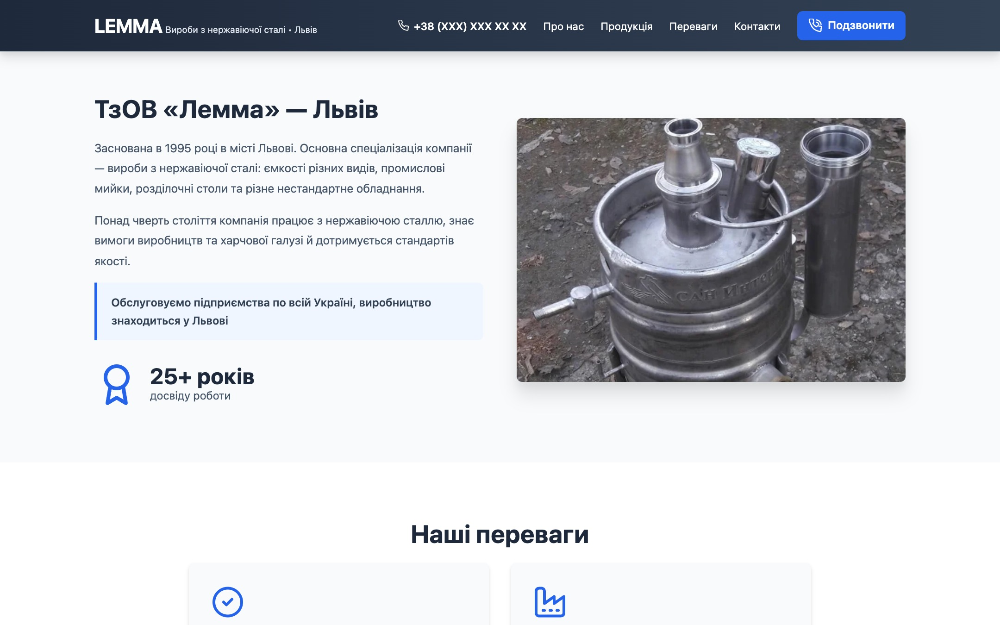 LEMMA Вироби з нержавіючої сталі • Львів
+38 (XXX) XXX XX XX
Про нас
Продукція
Переваги
Контакти
Подзвонити
ТзОВ «Лемма» — Львів
Заснована в 1995 році в місті Львові. Основна спеціалізація компанії
— вироби з нержавіючої сталі: ємкості різних видів, промислові
мийки, розділочні столи та різне нестандартне обладнання.
Понад чверть століття компанія працює з нержавіючою сталлю, знає
вимоги виробництв та харчової галузі й дотримується стандартів
якості.
Обслуговуємо підприємства по всій Україні, виробництво
знаходиться у Львові
25+ років
досвіду роботи
САН
Наші переваги